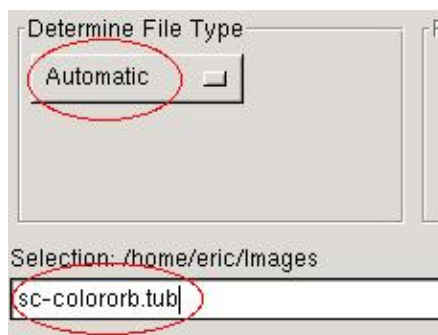 Determine File Type
Automatic
Selection: /home/eric/Images
sc-colororb.tub